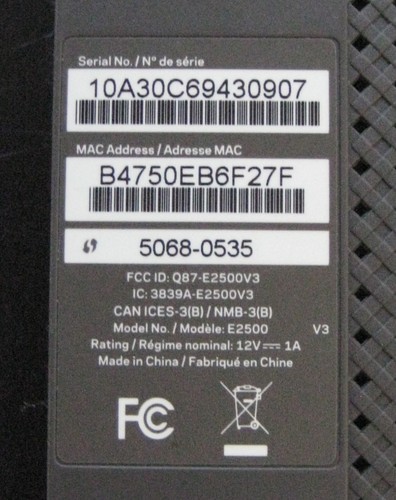 Serial No. / N° de série
10A30C69430907
MAC Address / Adresse MAC
B4750EB6F27F
5068-0535
FCC ID: Q87-E2500V3
IC: 3839A-E2500V3
CAN ICES-3(B) / NMB-3(B)
Model No. / Modèle: E2500 V3
Rating / Régime nominal: 12V⎓ 1A
Made in China / Fabriqué en Chine
FC